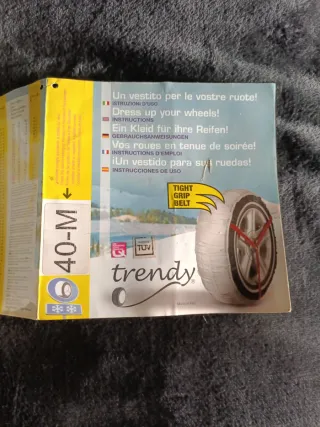 Un vestito per le vostre ruote!
ISTRUZIONI D'USO
Dress up your wheels!
INSTRUCTIONS
Ein Kleid für ihre Reifen!
GEBRAUCHSANWEISUNGEN
Vos roues en tenue de soirée!
INSTRUCTIONS D'EMPLOI
¡Un vestido para sus ruedas!
INSTRUCCIONES DE USO
TIGHT
GRIP
BELT
40-M
Q
TÜV
trendy